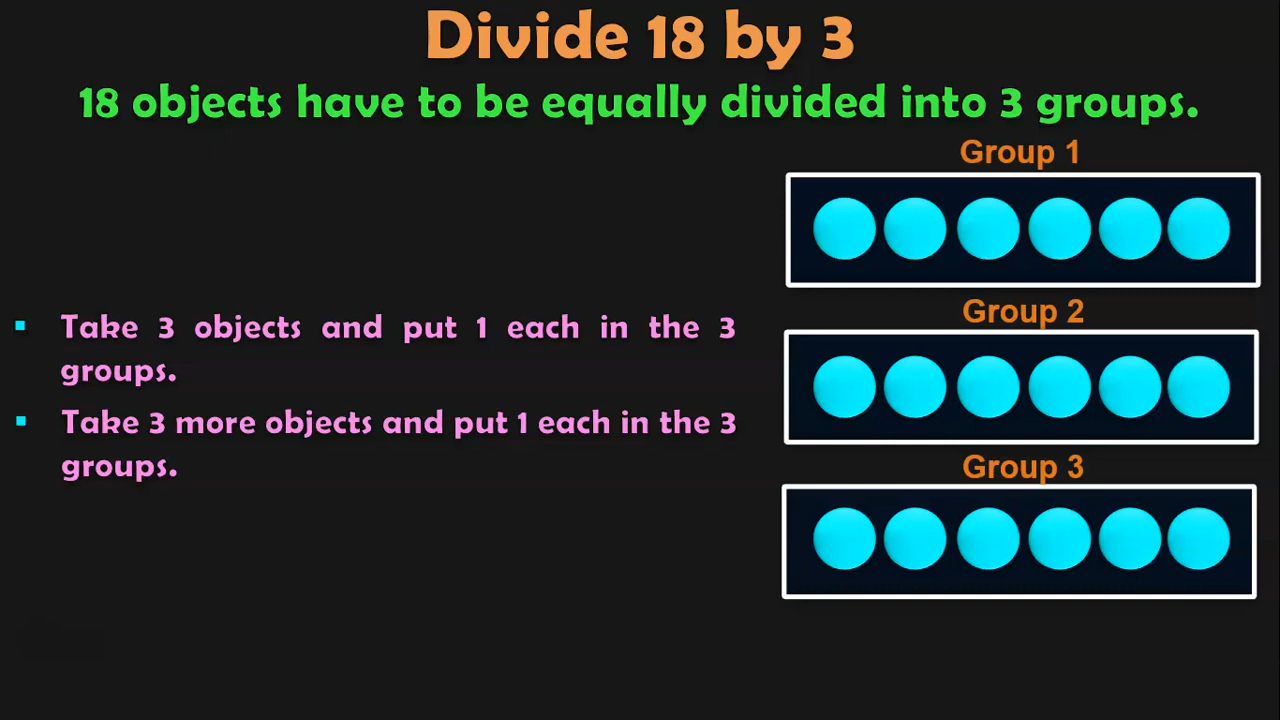 Divide 18 by 3
18 objects have to be equally divided into 3 groups.
Group 1
Group 2
Group 3
▪ Take 3 objects and put 1 each in the 3
groups.
▪ Take 3 more objects and put 1 each in the 3
groups.